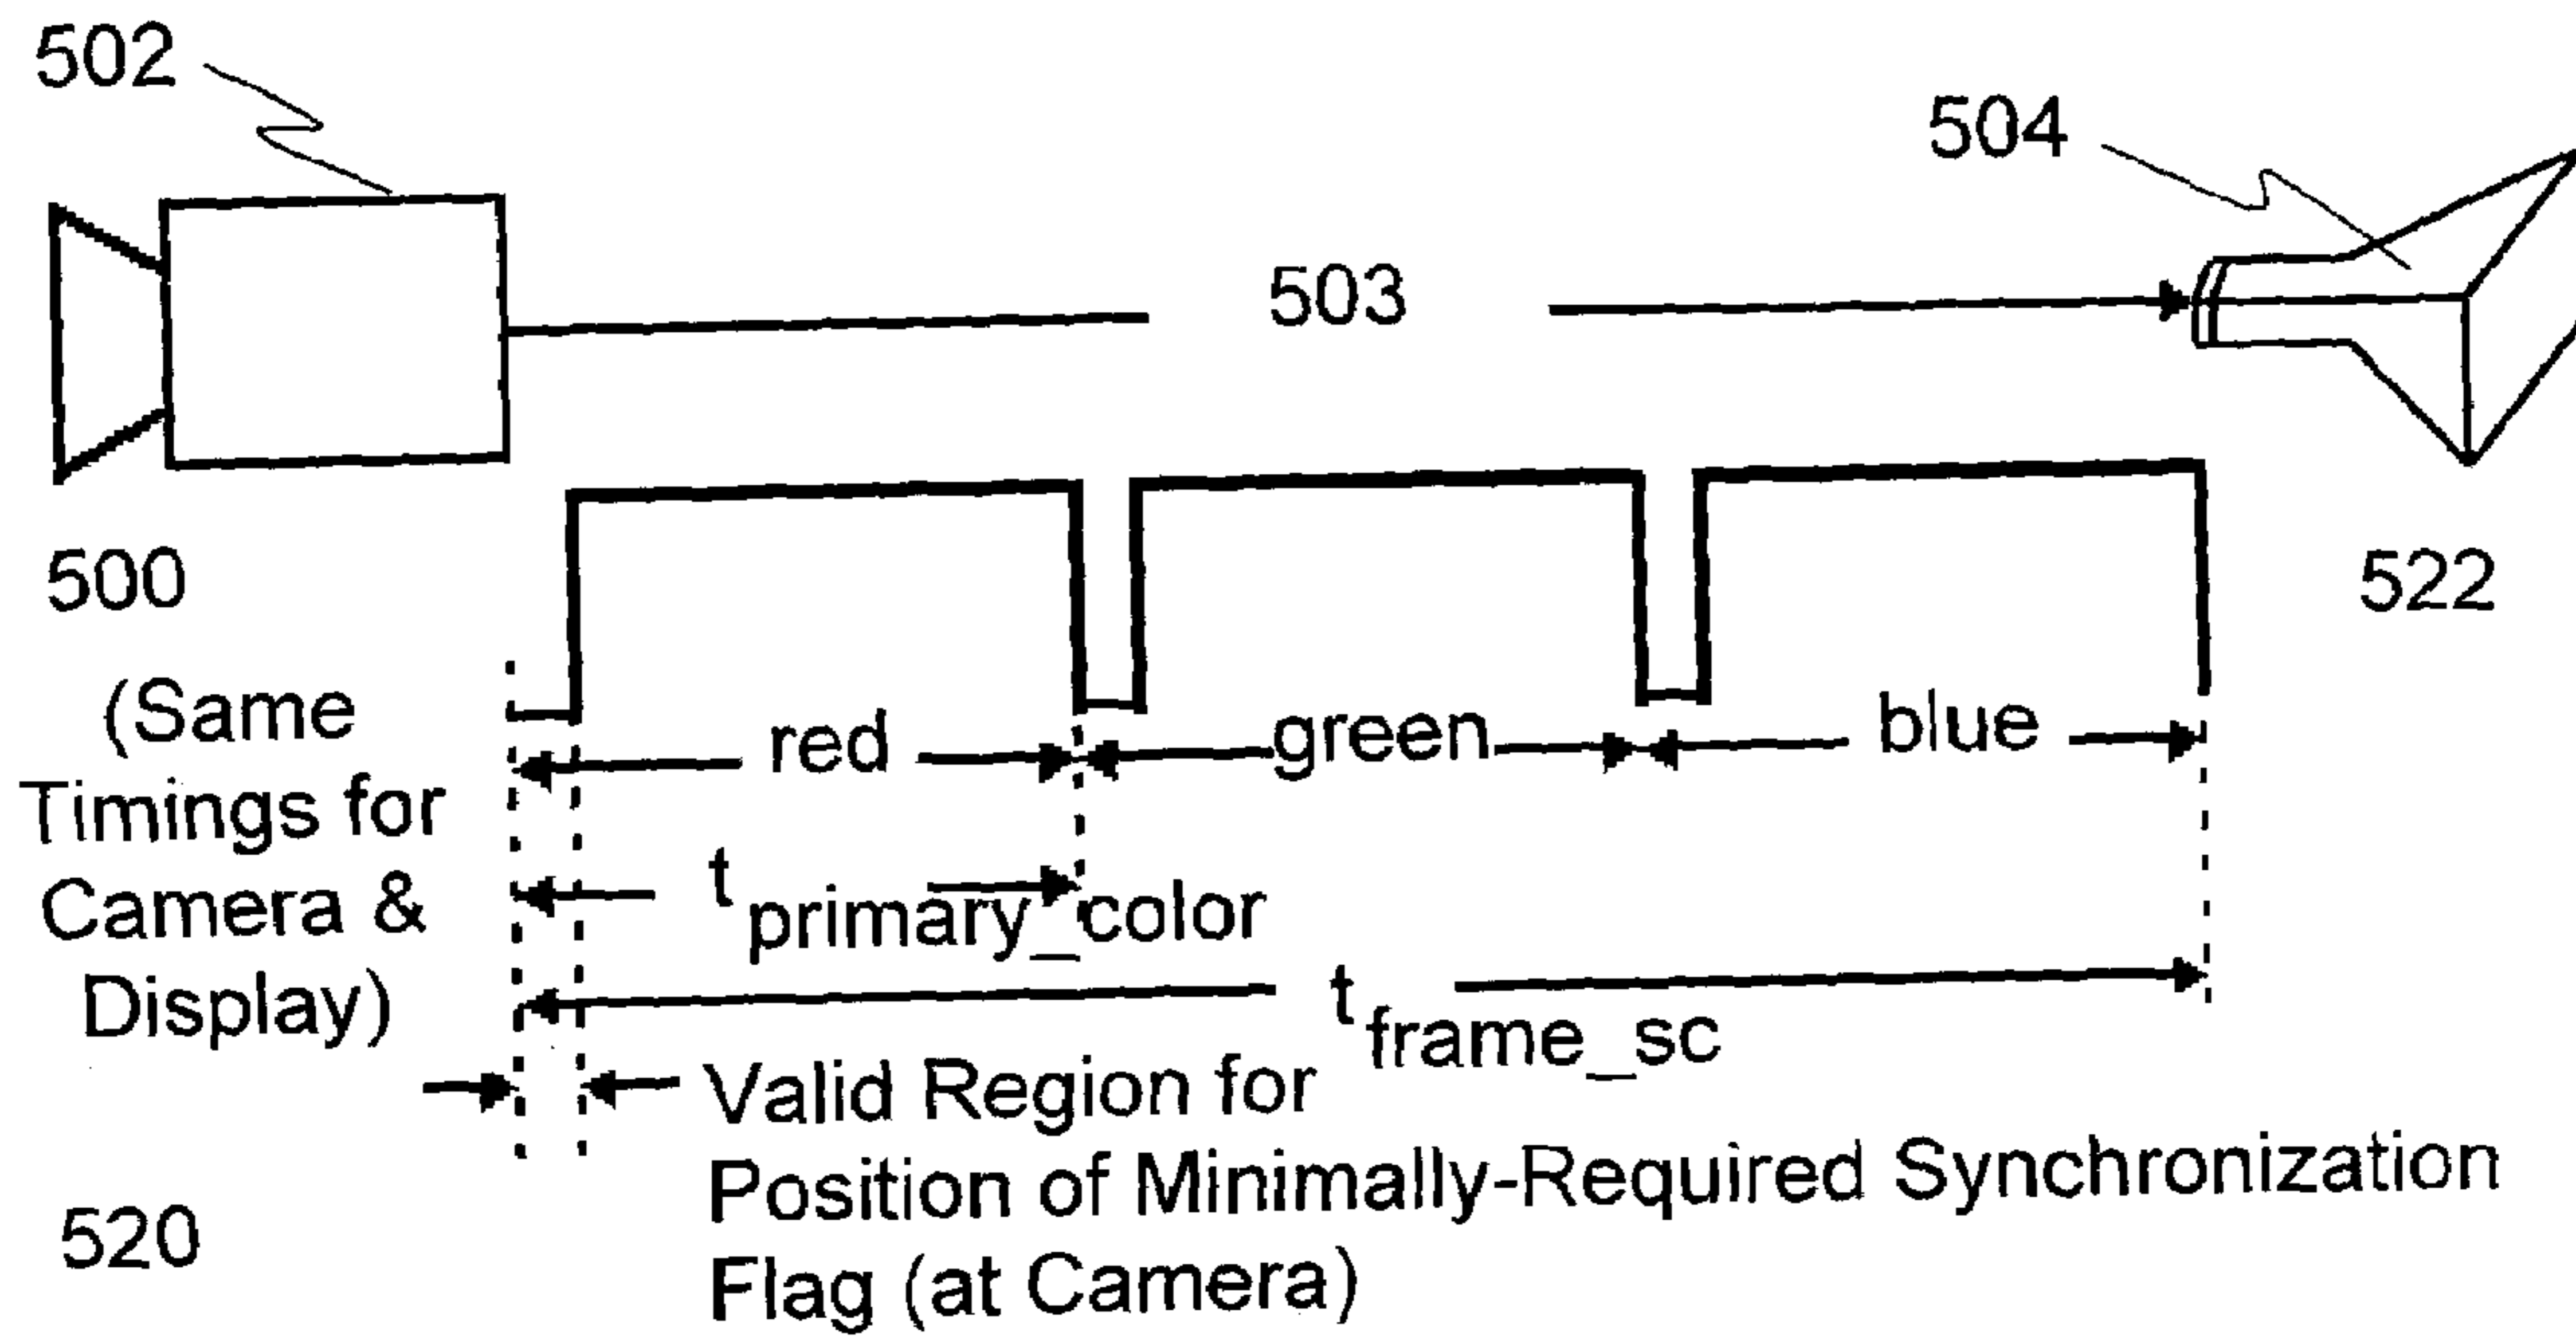 502
504
503
500
522
(Same
Timings for
Camera &
Display)
red
green
blue
t primary_color
t frame_sc
Valid Region for
Position of Minimally-Required Synchronization
Flag (at Camera)
520